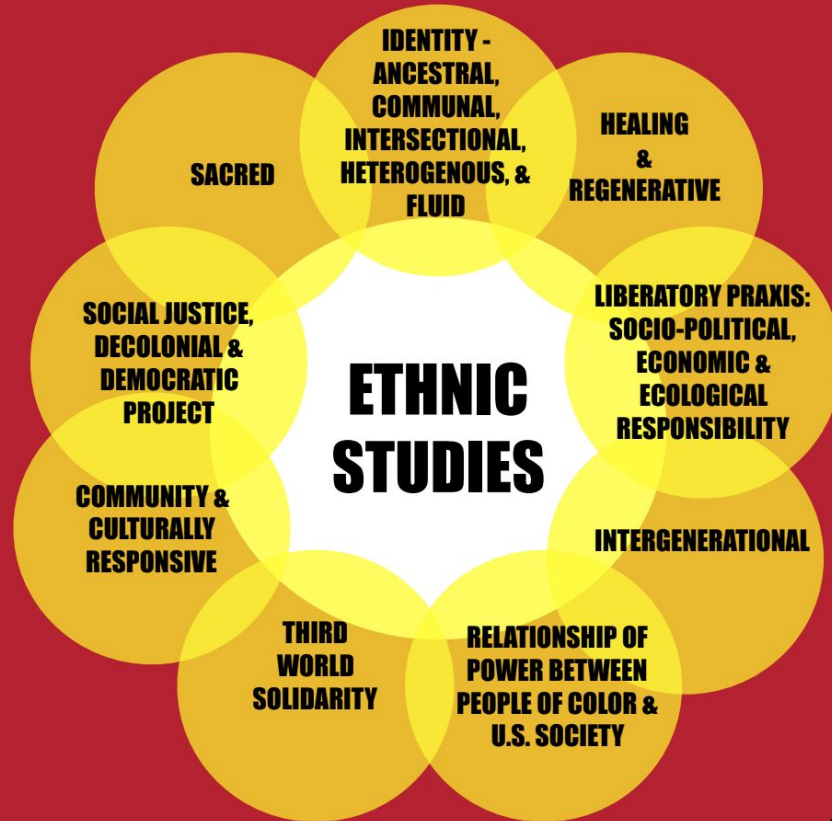 IDENTITY -
ANCESTRAL,
COMMUNAL,
INTERSECTIONAL,
HETEROGENOUS, &
FLUID
HEALING
&
REGENERATIVE
LIBERATORY PRAXIS:
SOCIO-POLITICAL,
ECONOMIC &
ECOLOGICAL
RESPONSIBILITY
INTERGENERATIONAL
RELATIONSHIP OF
POWER BETWEEN
PEOPLE OF COLOR &
U.S. SOCIETY
THIRD
WORLD
SOLIDARITY
COMMUNITY &
CULTURALLY
RESPONSIVE
SOCIAL JUSTICE,
DECOLONIAL &
DEMOCRATIC
PROJECT
SACRED
ETHNIC
STUDIES